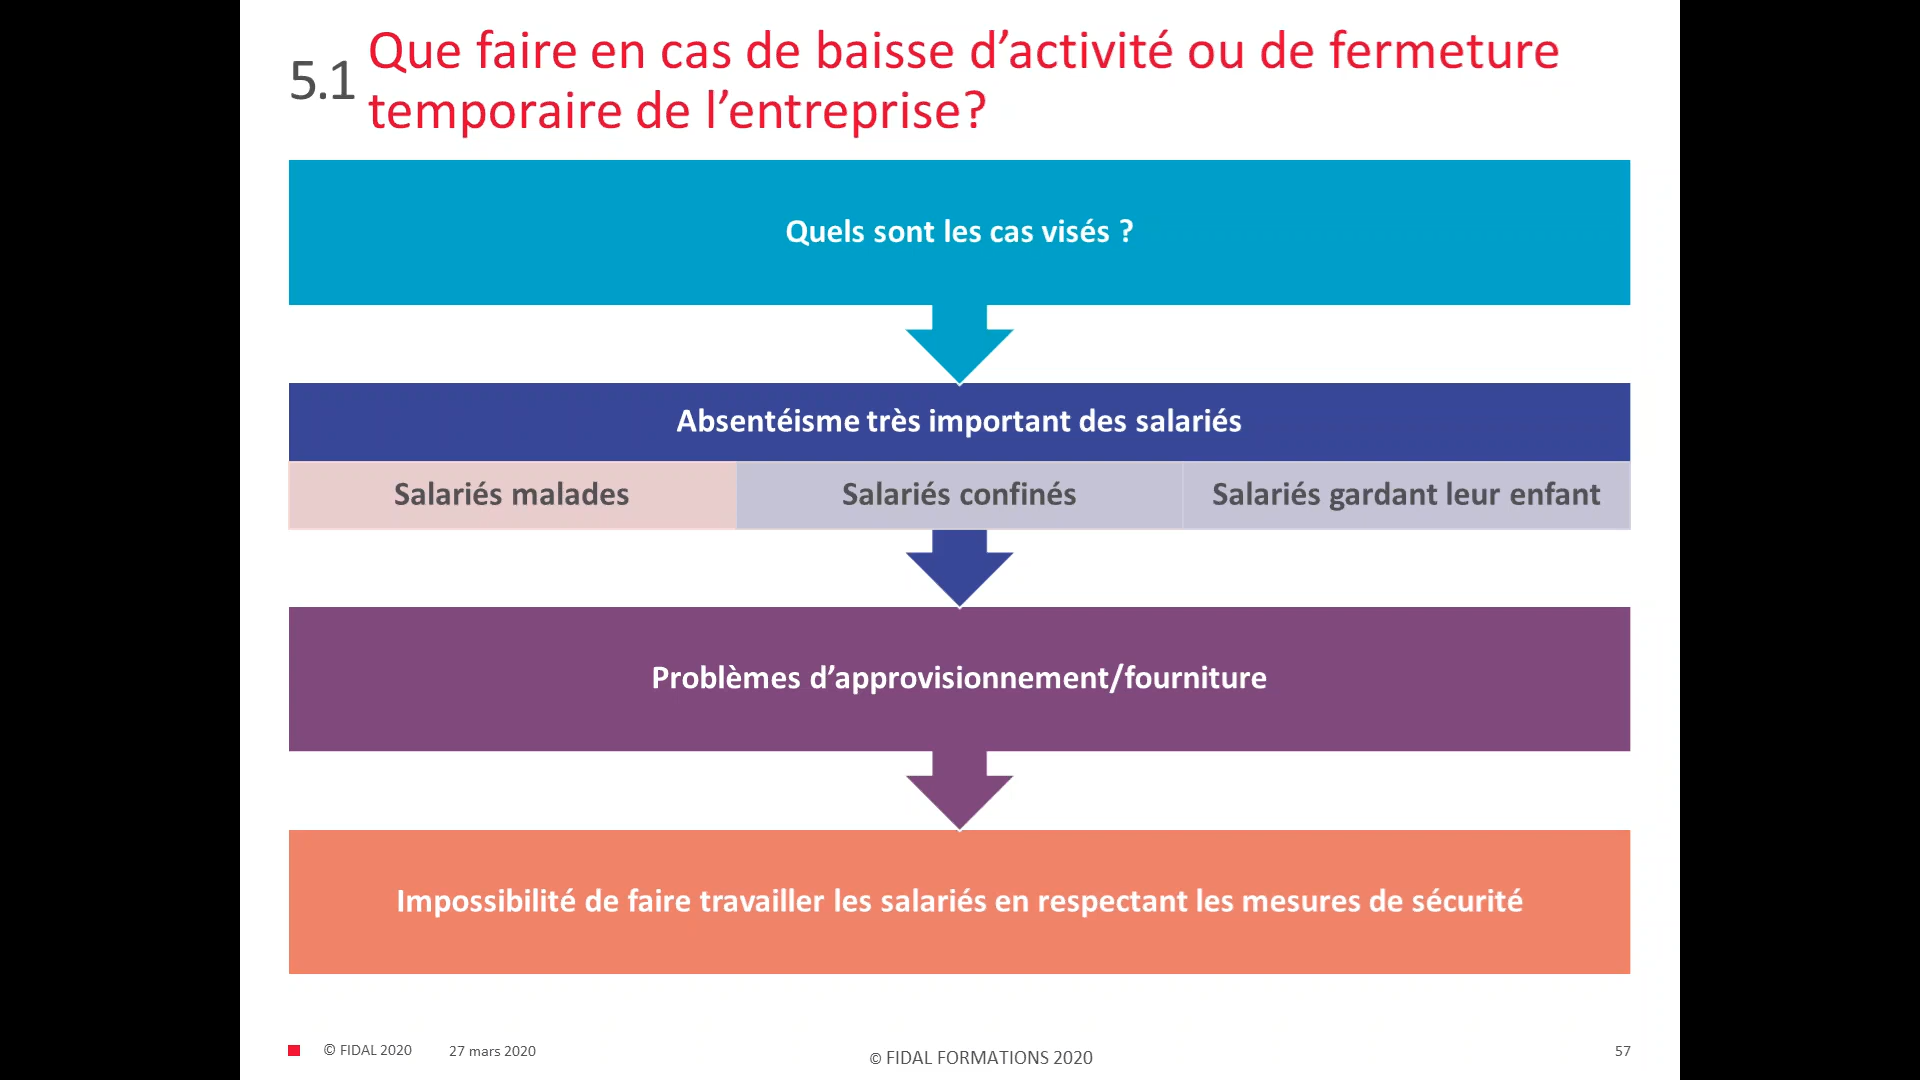 5.1
Que faire en cas de baisse d’activité ou de fermeture
temporaire de l’entreprise?
Quels sont les cas visés ?
Absentéisme très important des salariés
Salariés malades
Salariés confinés
Salariés gardant leur enfant
Problèmes d’approvisionnement/fourniture
Impossibilité de faire travailler les salariés en respectant les mesures de sécurité
© FIDAL 2020
27 mars 2020
© FIDAL FORMATIONS 2020
57